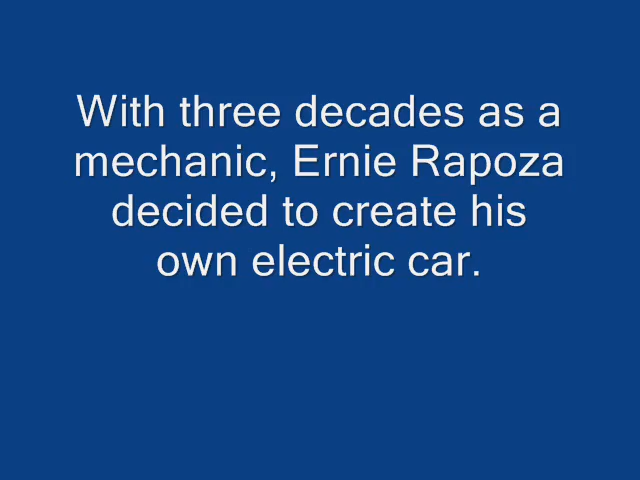 With three decades as a
mechanic, Ernie Rapoza
decided to create his
own electric car.